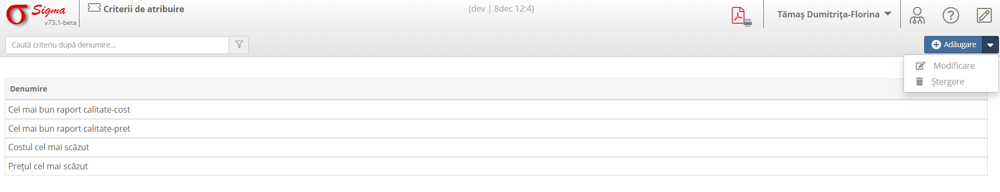 σ Sigma
v73.1-beta
Criterii de atribuire
(dev | 8dec 12:4)
Tămaş Dumitriţa-Florina
Caută criteriu după denumire...
Adăugare
Modificare
Ştergere
Denumire
Cel mai bun raport calitate-cost
Cel mai bun raport calitate-pret
Costul cel mai scăzut
Preţul cel mai scăzut